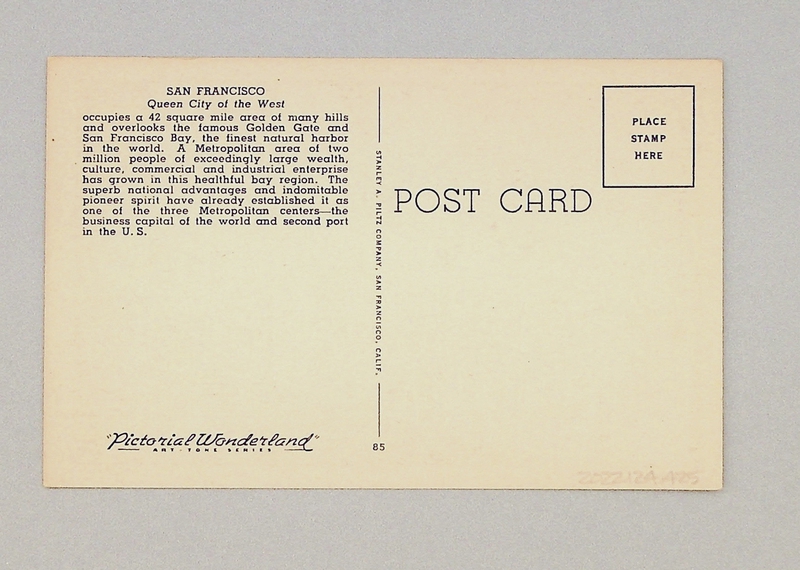 SAN FRANCISCO
Queen City of the West
occupies a 42 square mile area of many hills
and overlooks the famous Golden Gate and
San Francisco Bay, the finest natural harbor
in the world. A Metropolitan area of two
million people of exceedingly large wealth,
culture, commercial and industrial enterprise
has grown in this healthful bay region. The
superb national advantages and indomitable
pioneer spirit have already established it as
one of the three Metropolitan centers—the
business capital of the world and second port
in the U. S.
"Pictorial Wonderland"
ART-TONE SERIES
STANLEY A. PILTZ COMPANY, SAN FRANCISCO, CALIF.
85
POST CARD
PLACE
STAMP
HERE